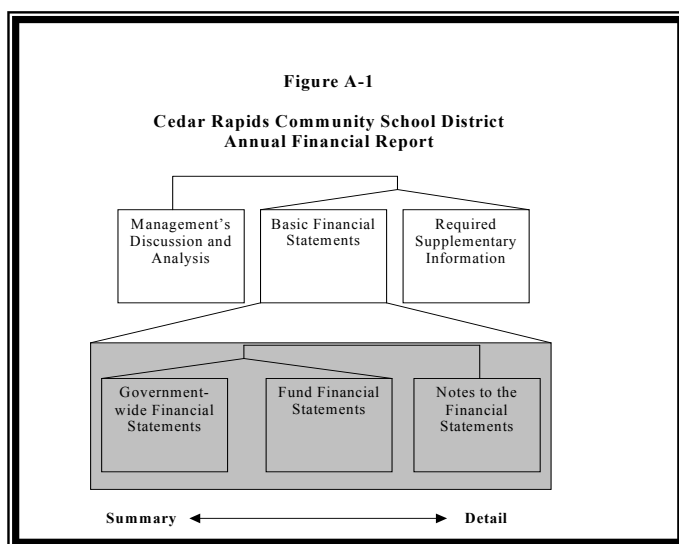 Figure A-1
Cedar Rapids Community School District
Annual Financial Report
Management's
Discussion and
Analysis
Basic Financial
Statements
Required
Supplementary
Information
Government-
wide Financial
Statements
Fund Financial
Statements
Notes to the
Financial
Statements
Summary
Detail